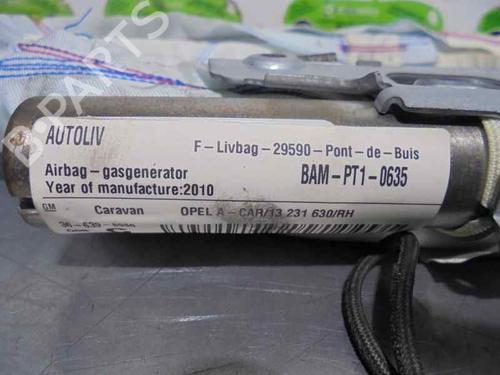 AUTOLIV
F-Livbag-29590-Pont-de-Buis
Airbag-gasgenerator
BAM-PT1-0635
Year of manufacture:2010
GM
Caravan
OPEL A-CAR/13 231 630/RH
B-PARTS